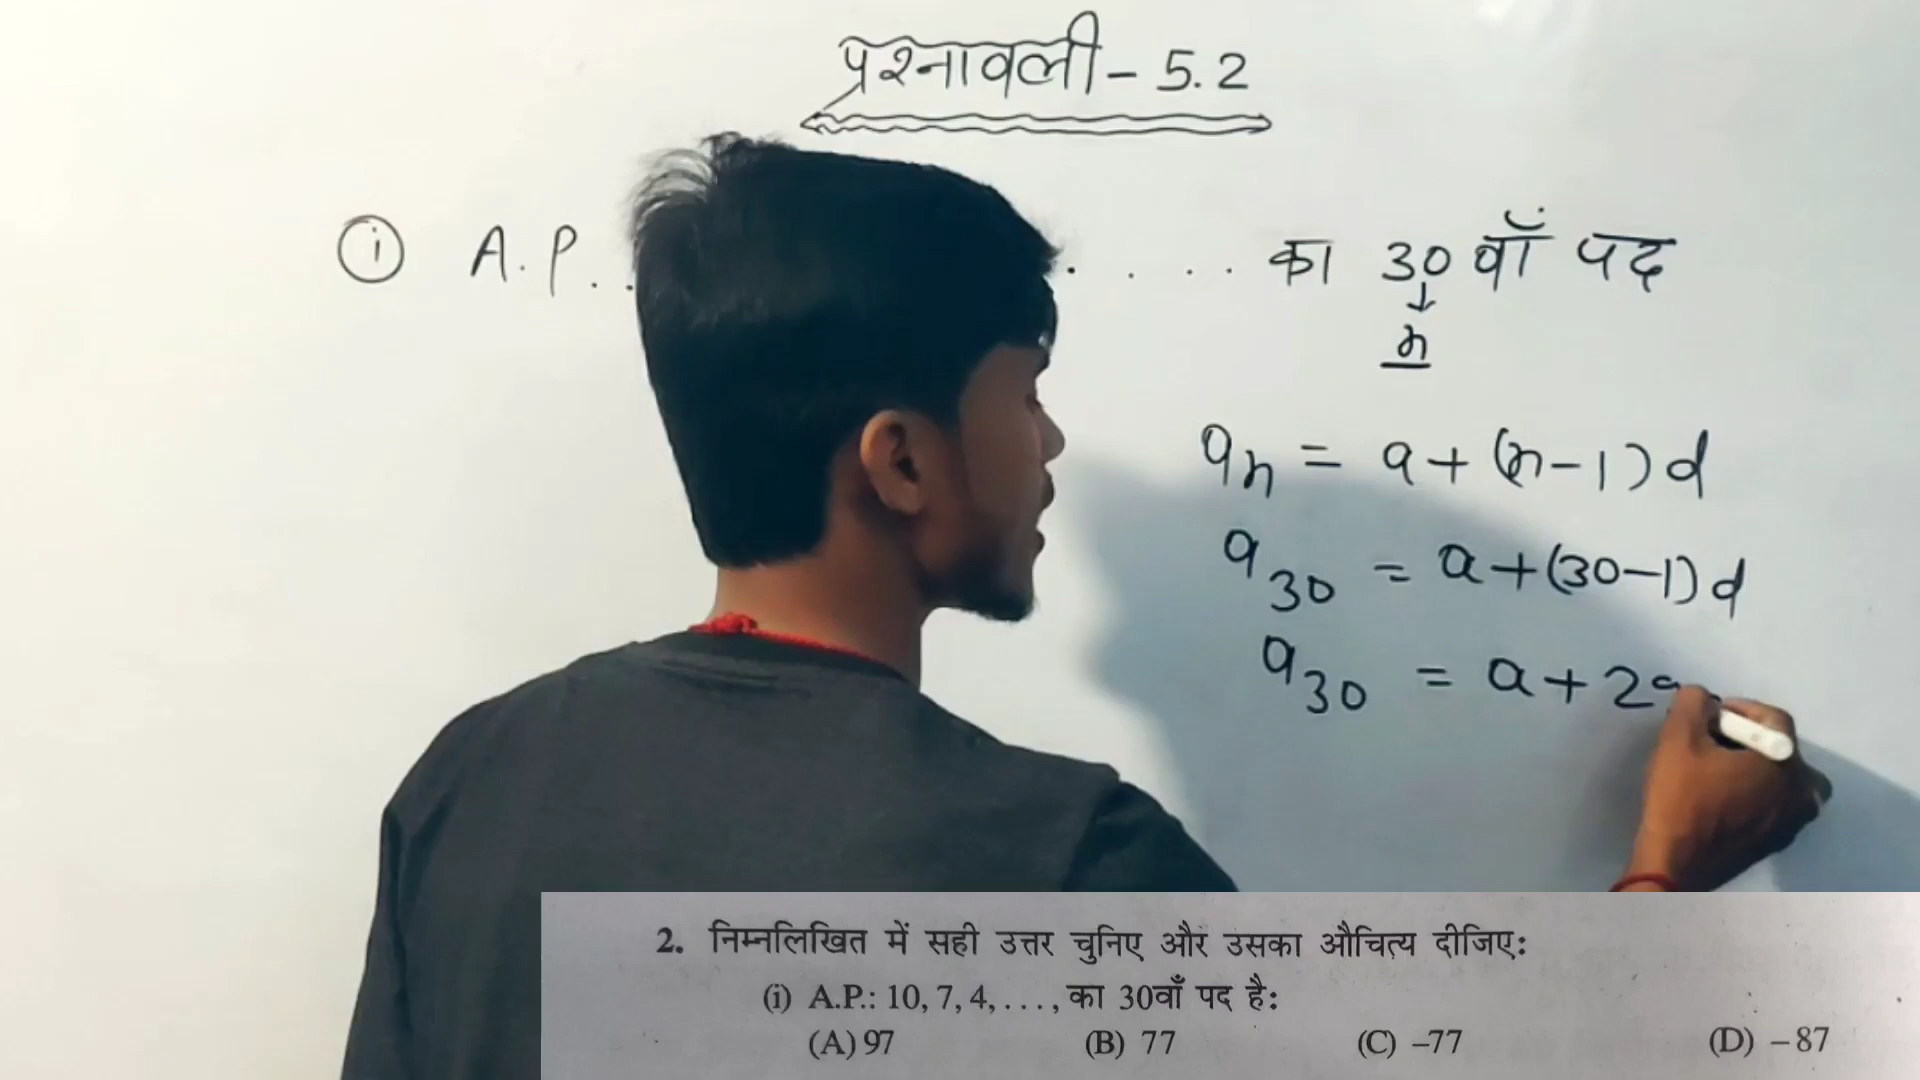 प्रश्नावली - 5.2
(i) A.P. . . . . . . का 30 वाँ पद
↓
n
an = a + (n-1) d
a30 = a + (30-1) d
a30 = a + 29
2. निम्नलिखित में सही उत्तर चुनिए और उसका औचित्य दीजिए:
(i) A.P.: 10, 7, 4, . . . , का 30वाँ पद है:
(A) 97 (B) 77 (C) –77 (D) – 87